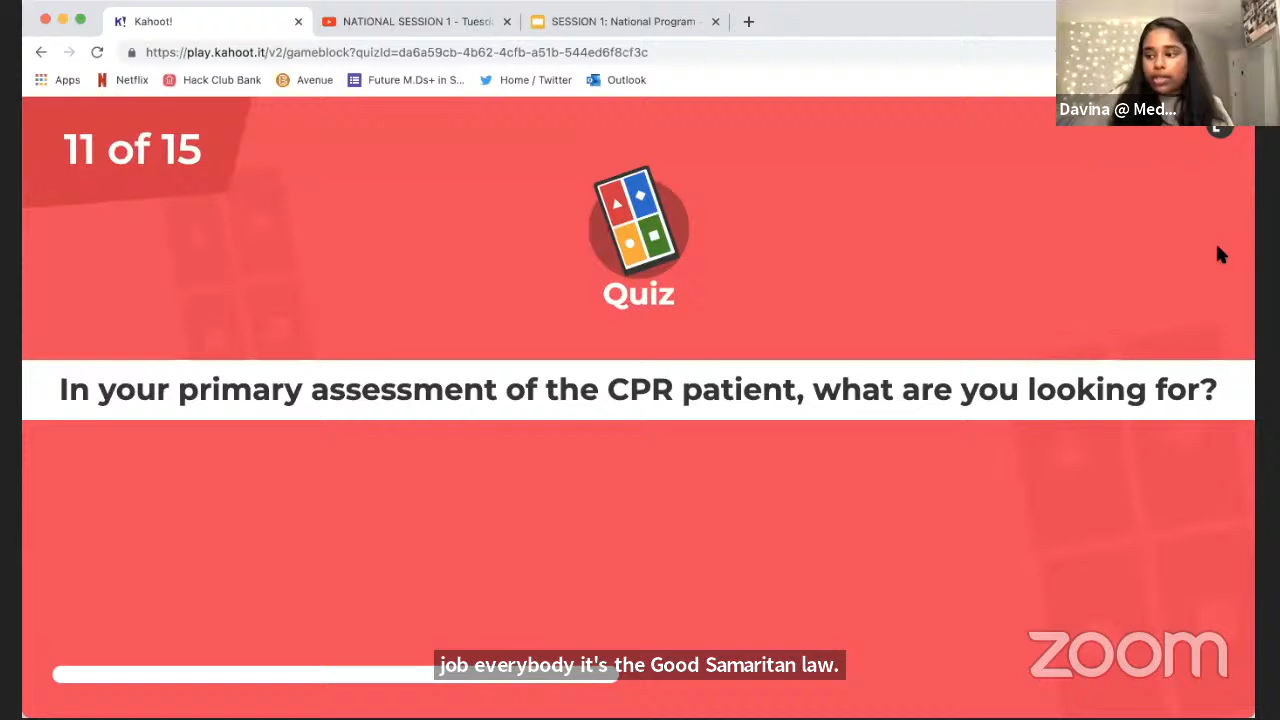 K! Kahoot!
NATIONAL SESSION 1 - Tuesd
SESSION 1: National Program -
https://play.kahoot.it/v2/gameblock?quizId=da6a59cb-4b62-4cfb-a51b-544ed6f8cf3c
Apps
Netflix
Hack Club Bank
Avenue
Future M.Ds+ in S...
Home / Twitter
Outlook
Davina @ Med...
11 of 15
Quiz
In your primary assessment of the CPR patient, what are you looking for?
job everybody it's the Good Samaritan law.
zoom